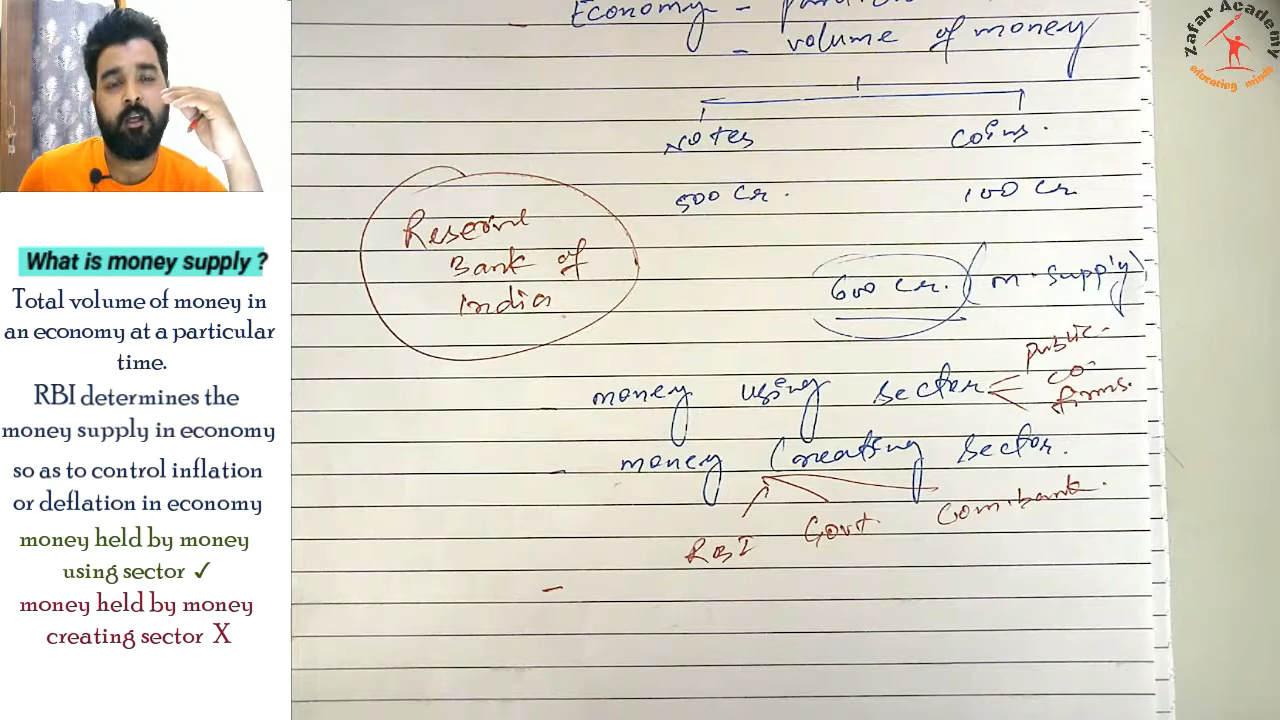 What is money supply ?
Total volume of money in
an economy at a particular
time.
RBI determines the
money supply in economy
so as to control inflation
or deflation in economy
money held by money
using sector ✓
money held by money
creating sector X
- Economy -
- volume of money
Notes Coins.
500 Cr. 100 Cr
Reserve
Bank of
India
600 Cr. (m. supply)
- money using sector
public-
co-
firms.
- money creating sector.
RBI Govt. Com. bank.
-
Zafar Academy
educating minds